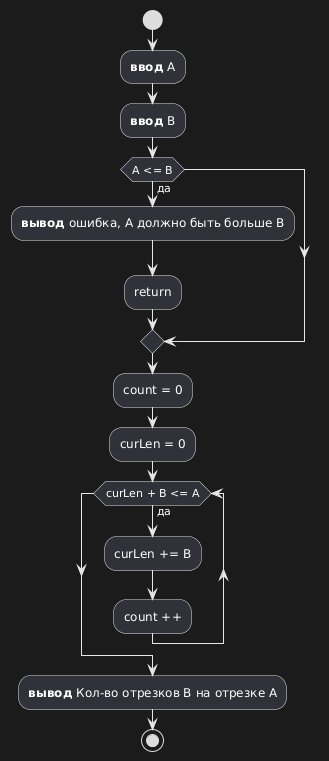 ввод A
ввод B
A <= B
да
вывод ошибка, A должно быть больше B
return
count = 0
curLen = 0
curLen + B <= A
да
curLen += B
count ++
вывод Кол-во отрезков B на отрезке A